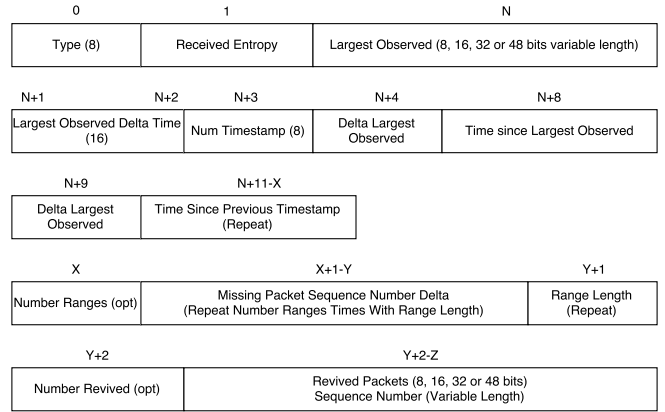 0 1 N
Type (8) Received Entropy Largest Observed (8, 16, 32 or 48 bits variable length)
N+1 N+2 N+3 N+4 N+8
Largest Observed Delta Time
(16)
Num Timestamp (8)
Delta Largest
Observed
Time since Largest Observed
N+9 N+11-X
Delta Largest
Observed
Time Since Previous Timestamp
(Repeat)
X X+1-Y Y+1
Number Ranges (opt)
Missing Packet Sequence Number Delta
(Repeat Number Ranges Times With Range Length)
Range Length
(Repeat)
Y+2 Y+2-Z
Number Revived (opt)
Revived Packets (8, 16, 32 or 48 bits)
Sequence Number (Variable Length)